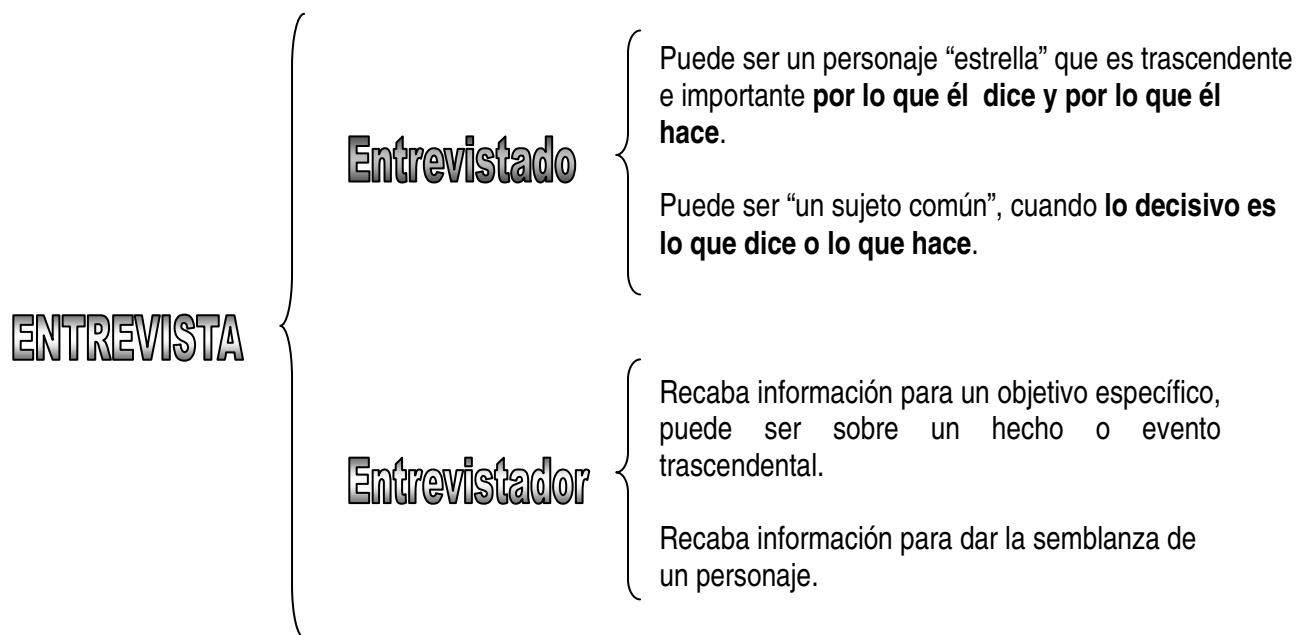 ENTREVISTA
Entrevistado
Puede ser un personaje “estrella” que es trascendente
e importante por lo que él dice y por lo que él
hace.
Puede ser “un sujeto común”, cuando lo decisivo es
lo que dice o lo que hace.
Entrevistador
Recaba información para un objetivo específico,
puede ser sobre un hecho o evento
trascendental.
Recaba información para dar la semblanza de
un personaje.